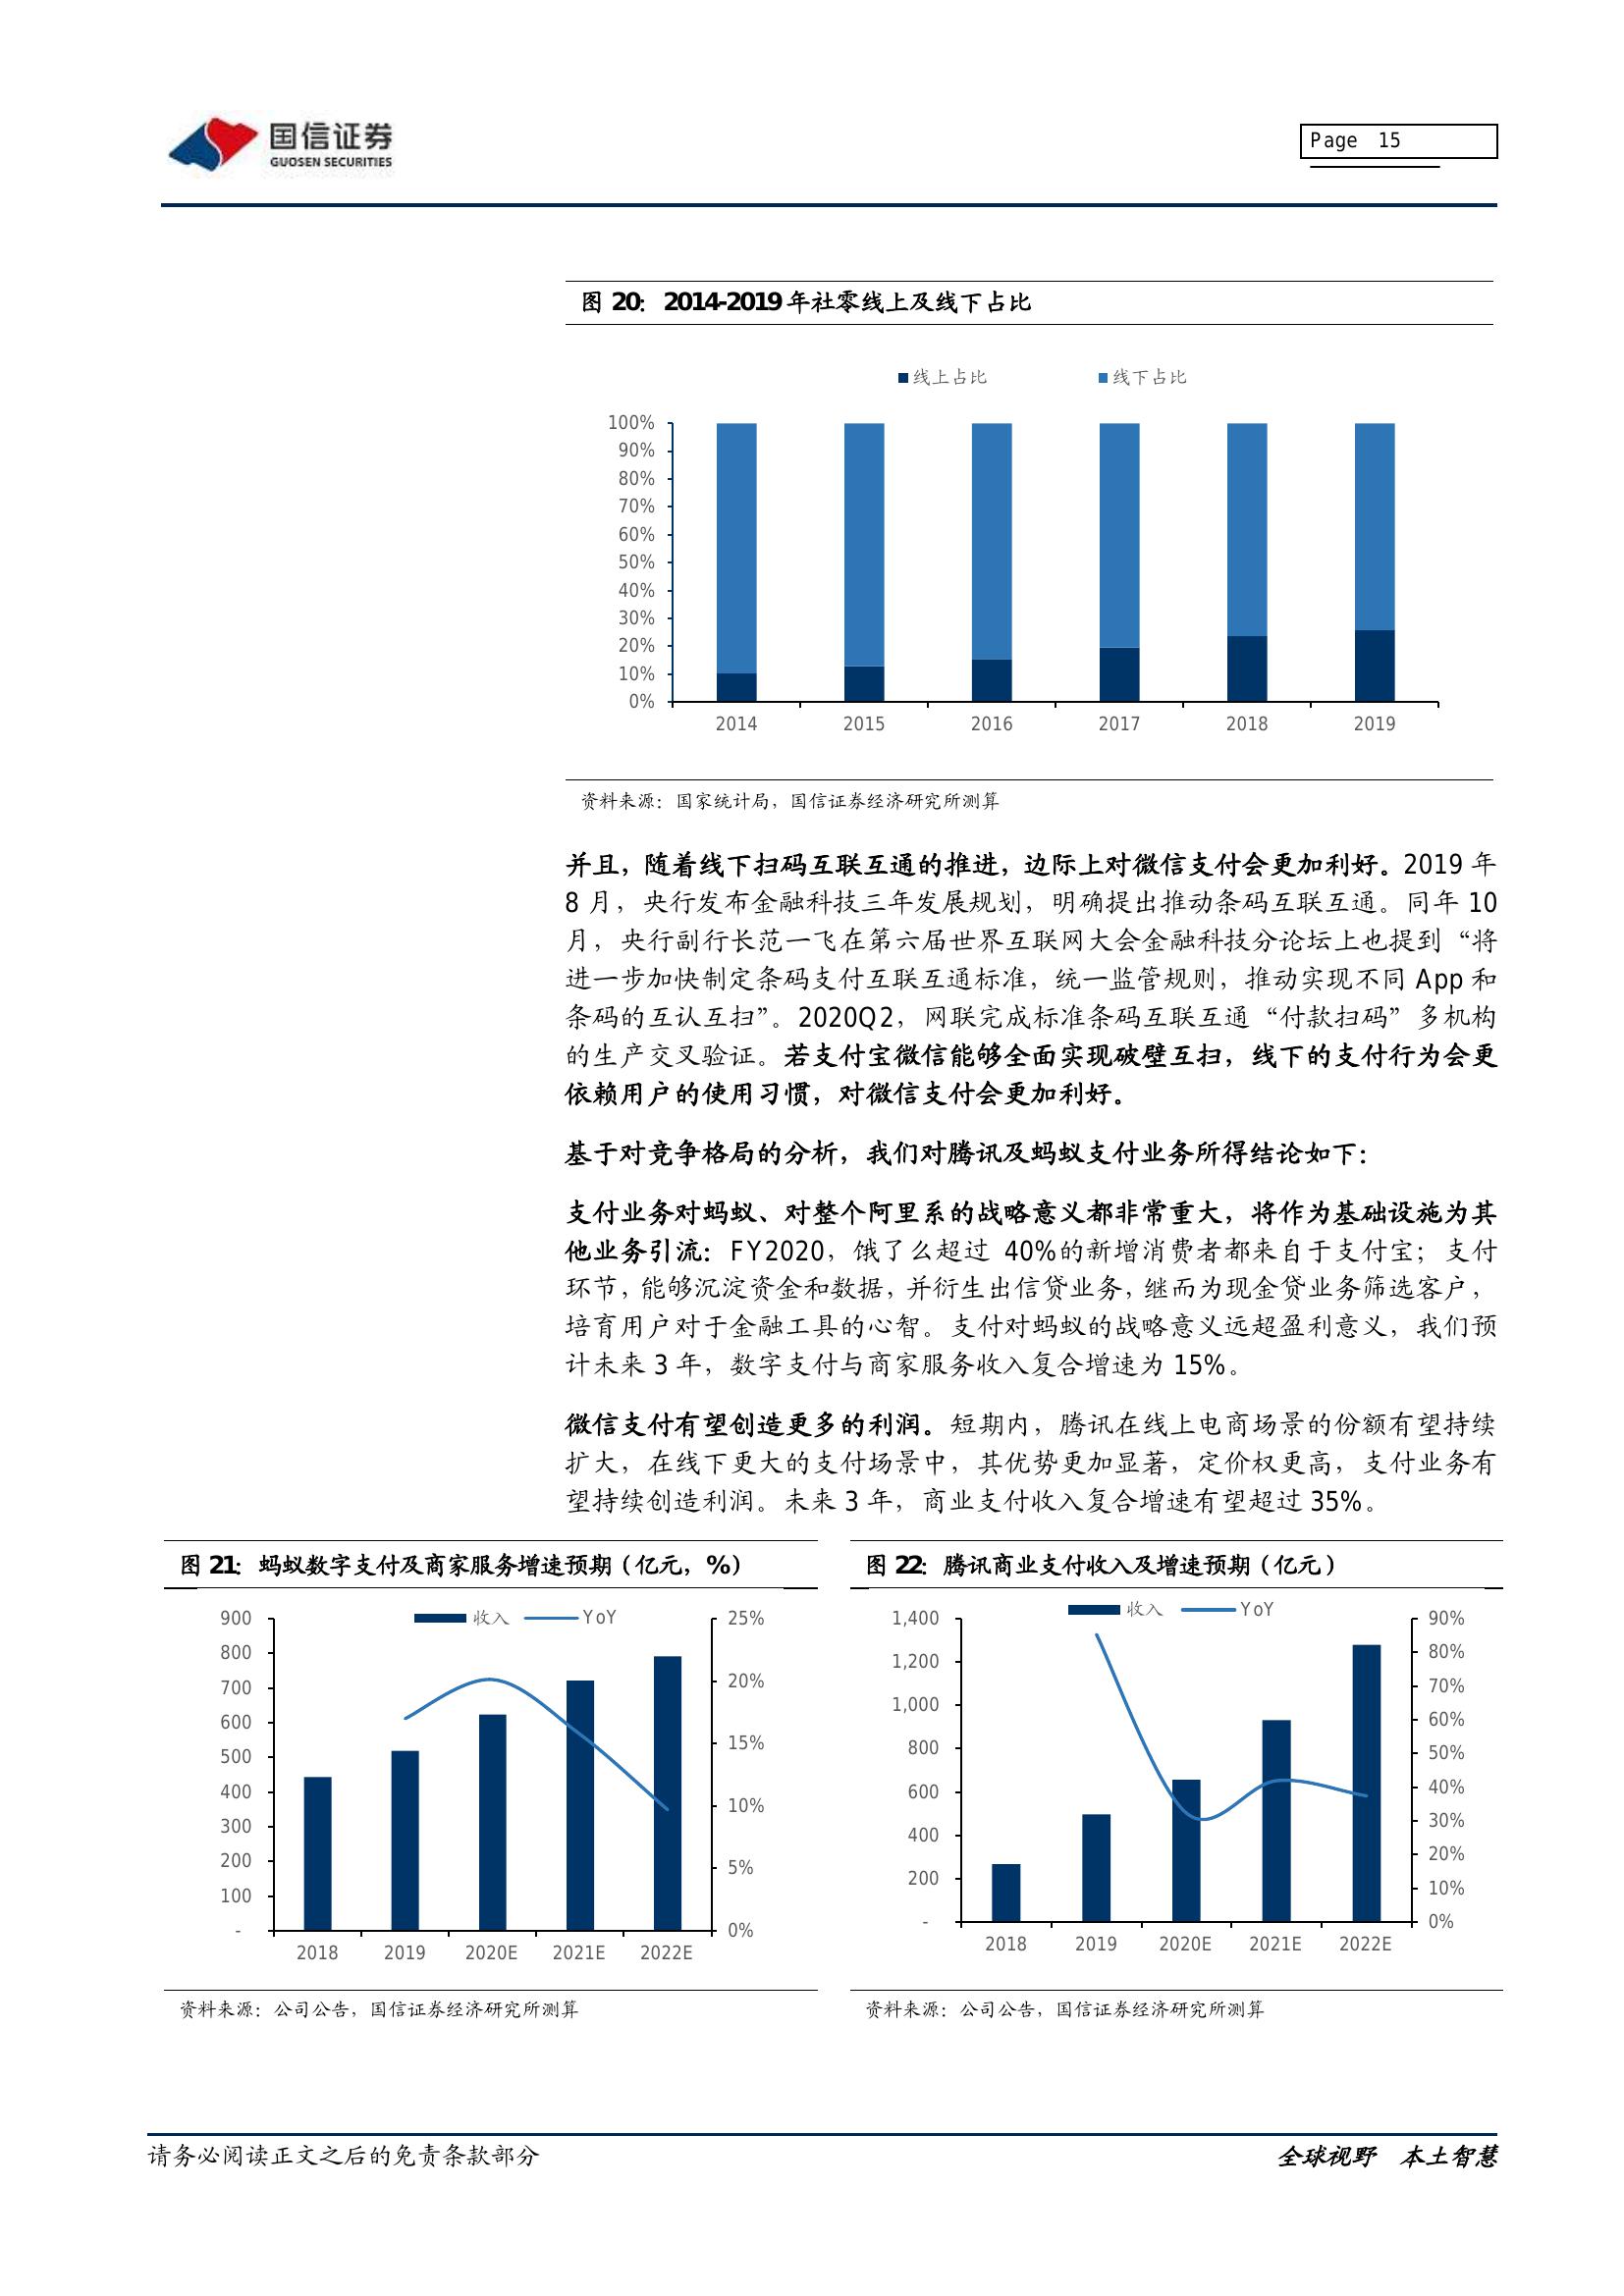 国信证券
GUOSEN SECURITIES
Page 15
图 20：2014-2019 年社零线上及线下占比
线上占比 线下占比
100%
90%
80%
70%
60%
50%
40%
30%
20%
10%
0%
2014 2015 2016 2017 2018 2019
资料来源：国家统计局，国信证券经济研究所测算
并且，随着线下扫码互联互通的推进，边际上对微信支付会更加利好。2019 年
8 月，央行发布金融科技三年发展规划，明确提出推动条码互联互通。同年 10
月，央行副行长范一飞在第六届世界互联网大会金融科技分论坛上也提到“将
进一步加快制定条码支付互联互通标准，统一监管规则，推动实现不同 App 和
条码的互认互扫”。2020Q2，网联完成标准条码互联互通“付款扫码”多机构
的生产交叉验证。若支付宝微信能够全面实现破壁互扫，线下的支付行为会更
依赖用户的使用习惯，对微信支付会更加利好。
基于对竞争格局的分析，我们对腾讯及蚂蚁支付业务所得结论如下：
支付业务对蚂蚁、对整个阿里系的战略意义都非常重大，将作为基础设施为其
他业务引流：FY2020，饿了么超过 40%的新增消费者都来自于支付宝；支付
环节，能够沉淀资金和数据，并衍生出信贷业务，继而为现金贷业务筛选客户，
培育用户对于金融工具的心智。支付对蚂蚁的战略意义远超盈利意义，我们预
计未来 3 年，数字支付与商家服务收入复合增速为 15%。
微信支付有望创造更多的利润。短期内，腾讯在线上电商场景的份额有望持续
扩大，在线下更大的支付场景中，其优势更加显著，定价权更高，支付业务有
望持续创造利润。未来 3 年，商业支付收入复合增速有望超过 35%。
图 21：蚂蚁数字支付及商家服务增速预期（亿元，%）
收入 YoY
900
800
700
600
500
400
300
200
100
-
25%
20%
15%
10%
5%
0%
2018 2019 2020E 2021E 2022E
资料来源：公司公告，国信证券经济研究所测算
图 22：腾讯商业支付收入及增速预期（亿元）
收入 YoY
1,400
1,200
1,000
800
600
400
200
-
90%
80%
70%
60%
50%
40%
30%
20%
10%
0%
2018 2019 2020E 2021E 2022E
资料来源：公司公告，国信证券经济研究所测算
请务必阅读正文之后的免责条款部分
全球视野 本土智慧